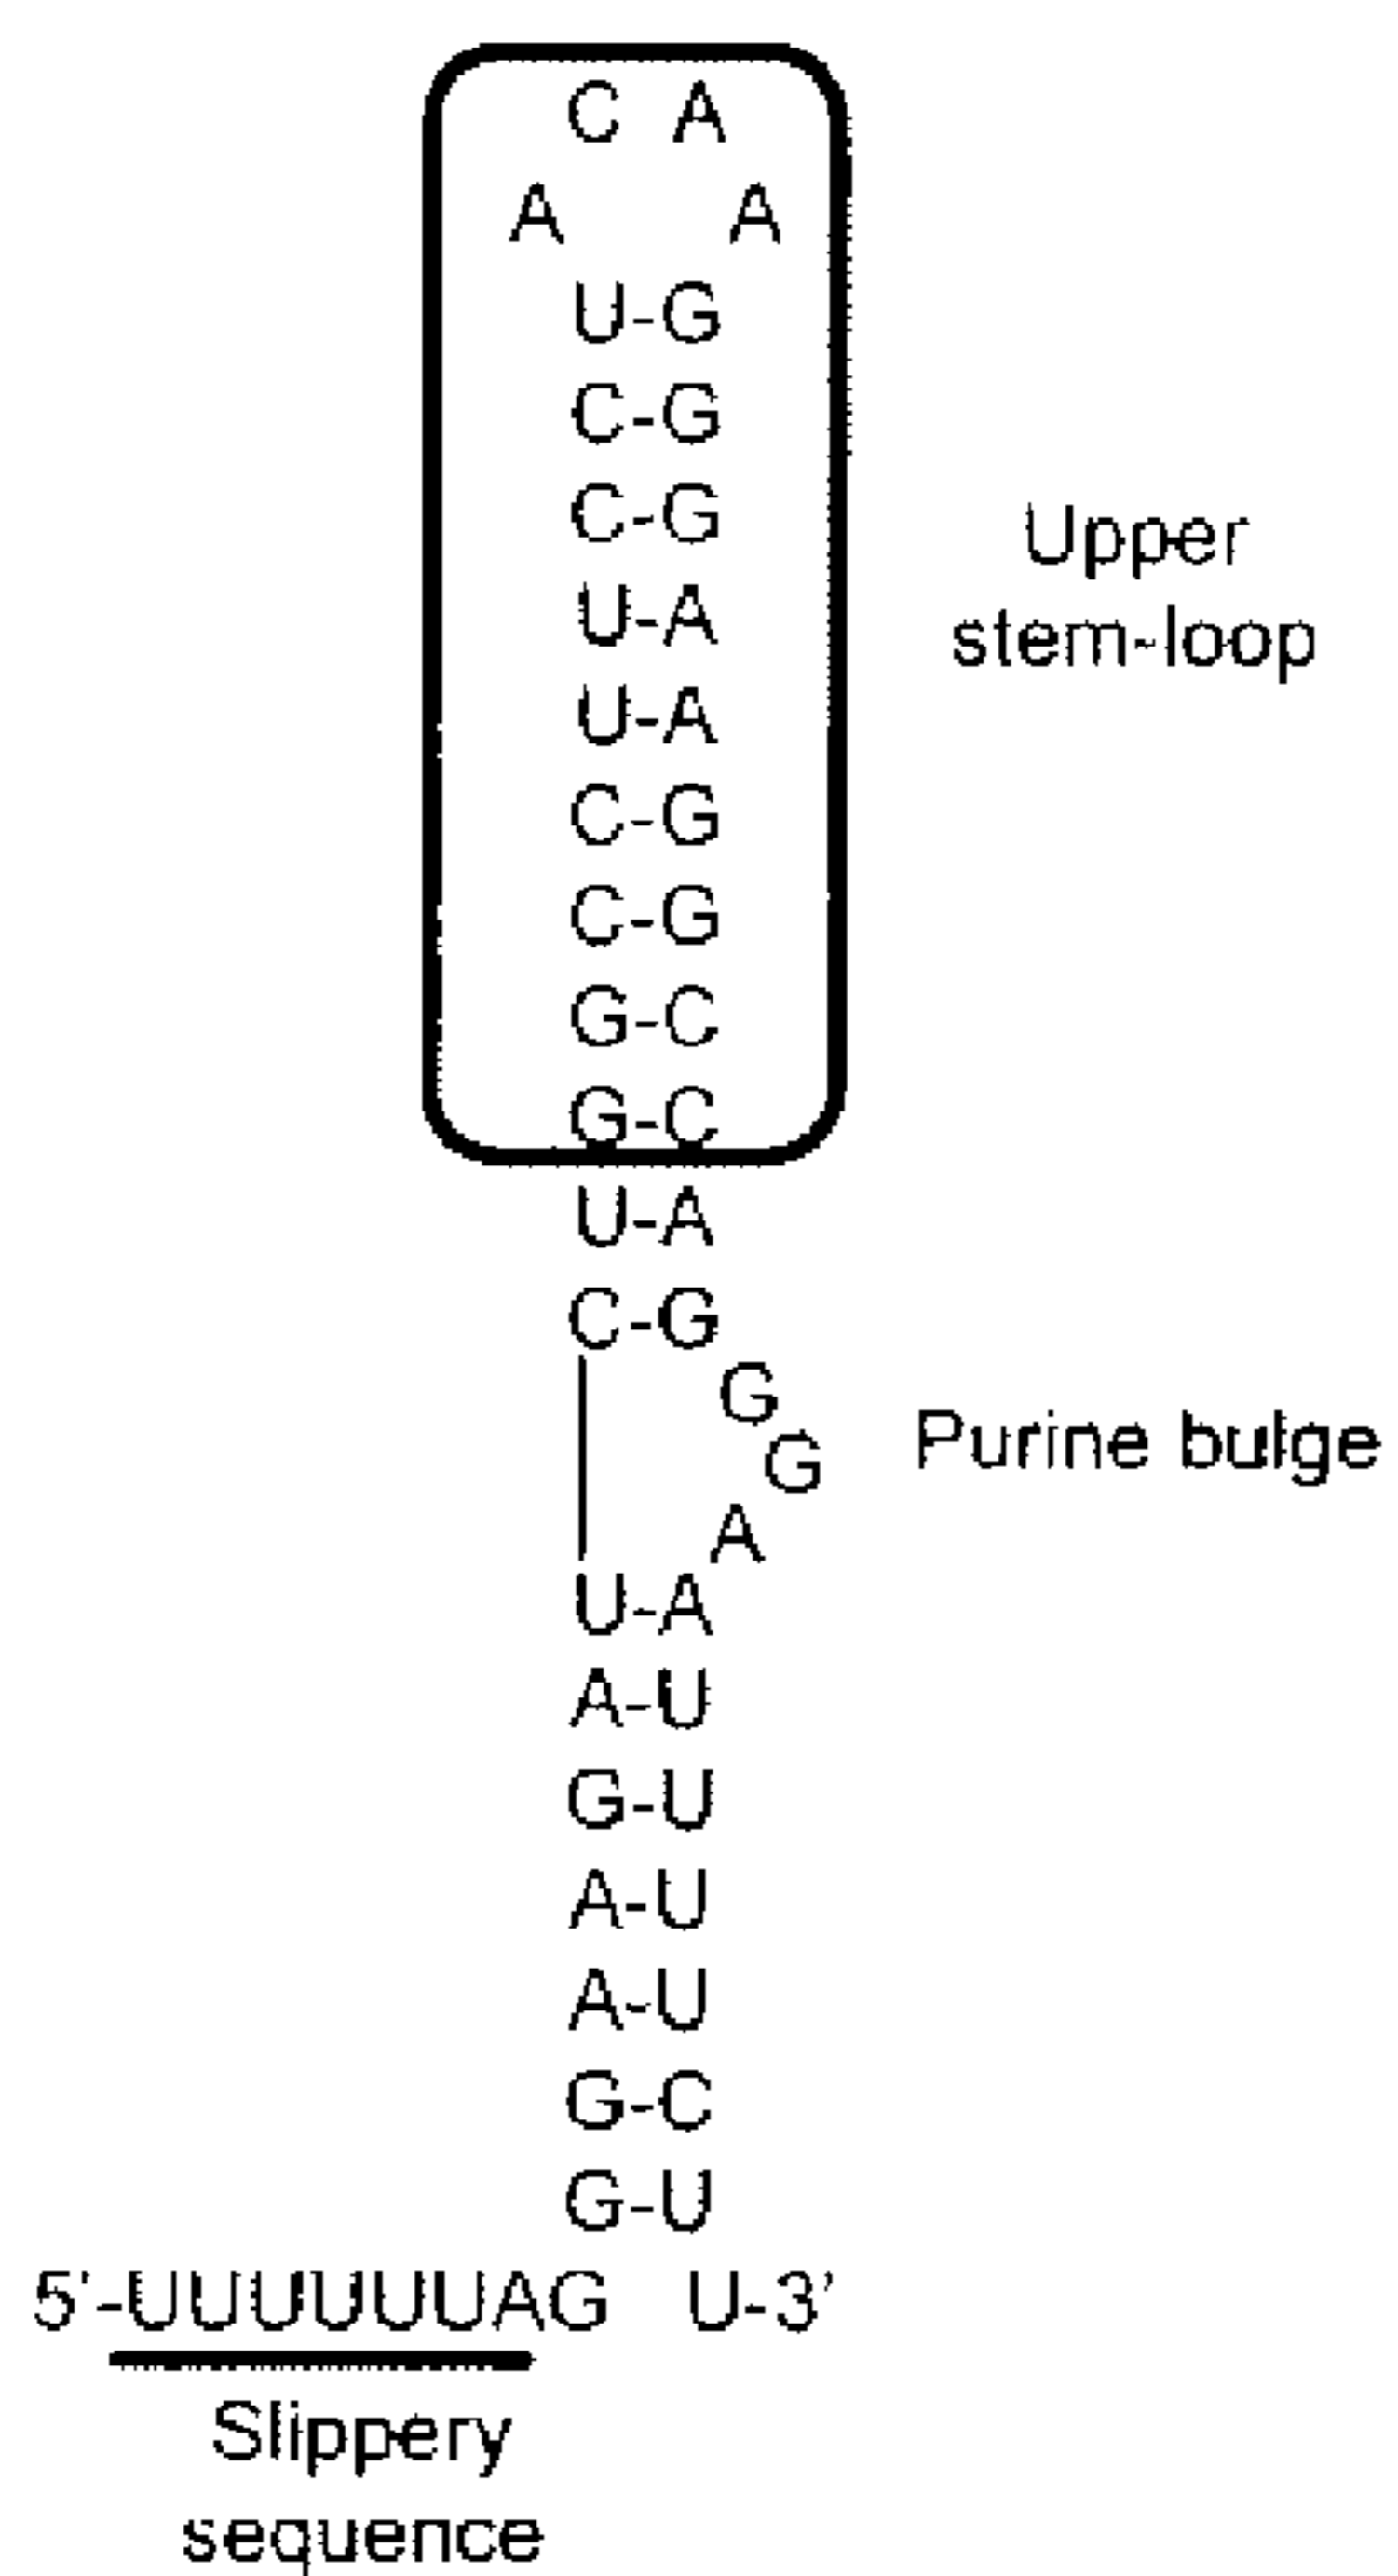 C A
A A
U-G
C-G
C-G
U-A
Upper
stem-loop
U-A
C-G
C-G
G-C
G-C
U-A
C-G
G
G
Purine bulge
A
U-A
A-U
G-U
A-U
A-U
G-C
G-U
5'-UUUUUUAG U-3'
Slippery
sequence